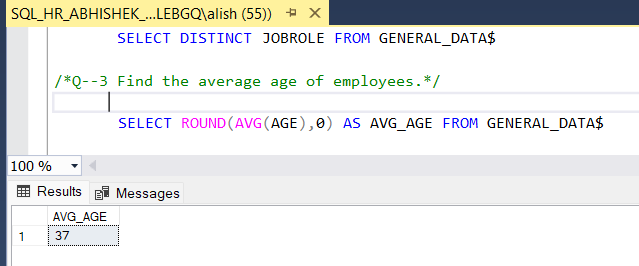 SQL_HR_ABHISHEK_...LEBGQ\alish (55))
SELECT DISTINCT JOBROLE FROM GENERAL_DATA$
/*Q--3 Find the average age of employees.*/
SELECT ROUND(AVG(AGE),0) AS AVG_AGE FROM GENERAL_DATA$
100 %
Results Messages
AVG_AGE
1 37